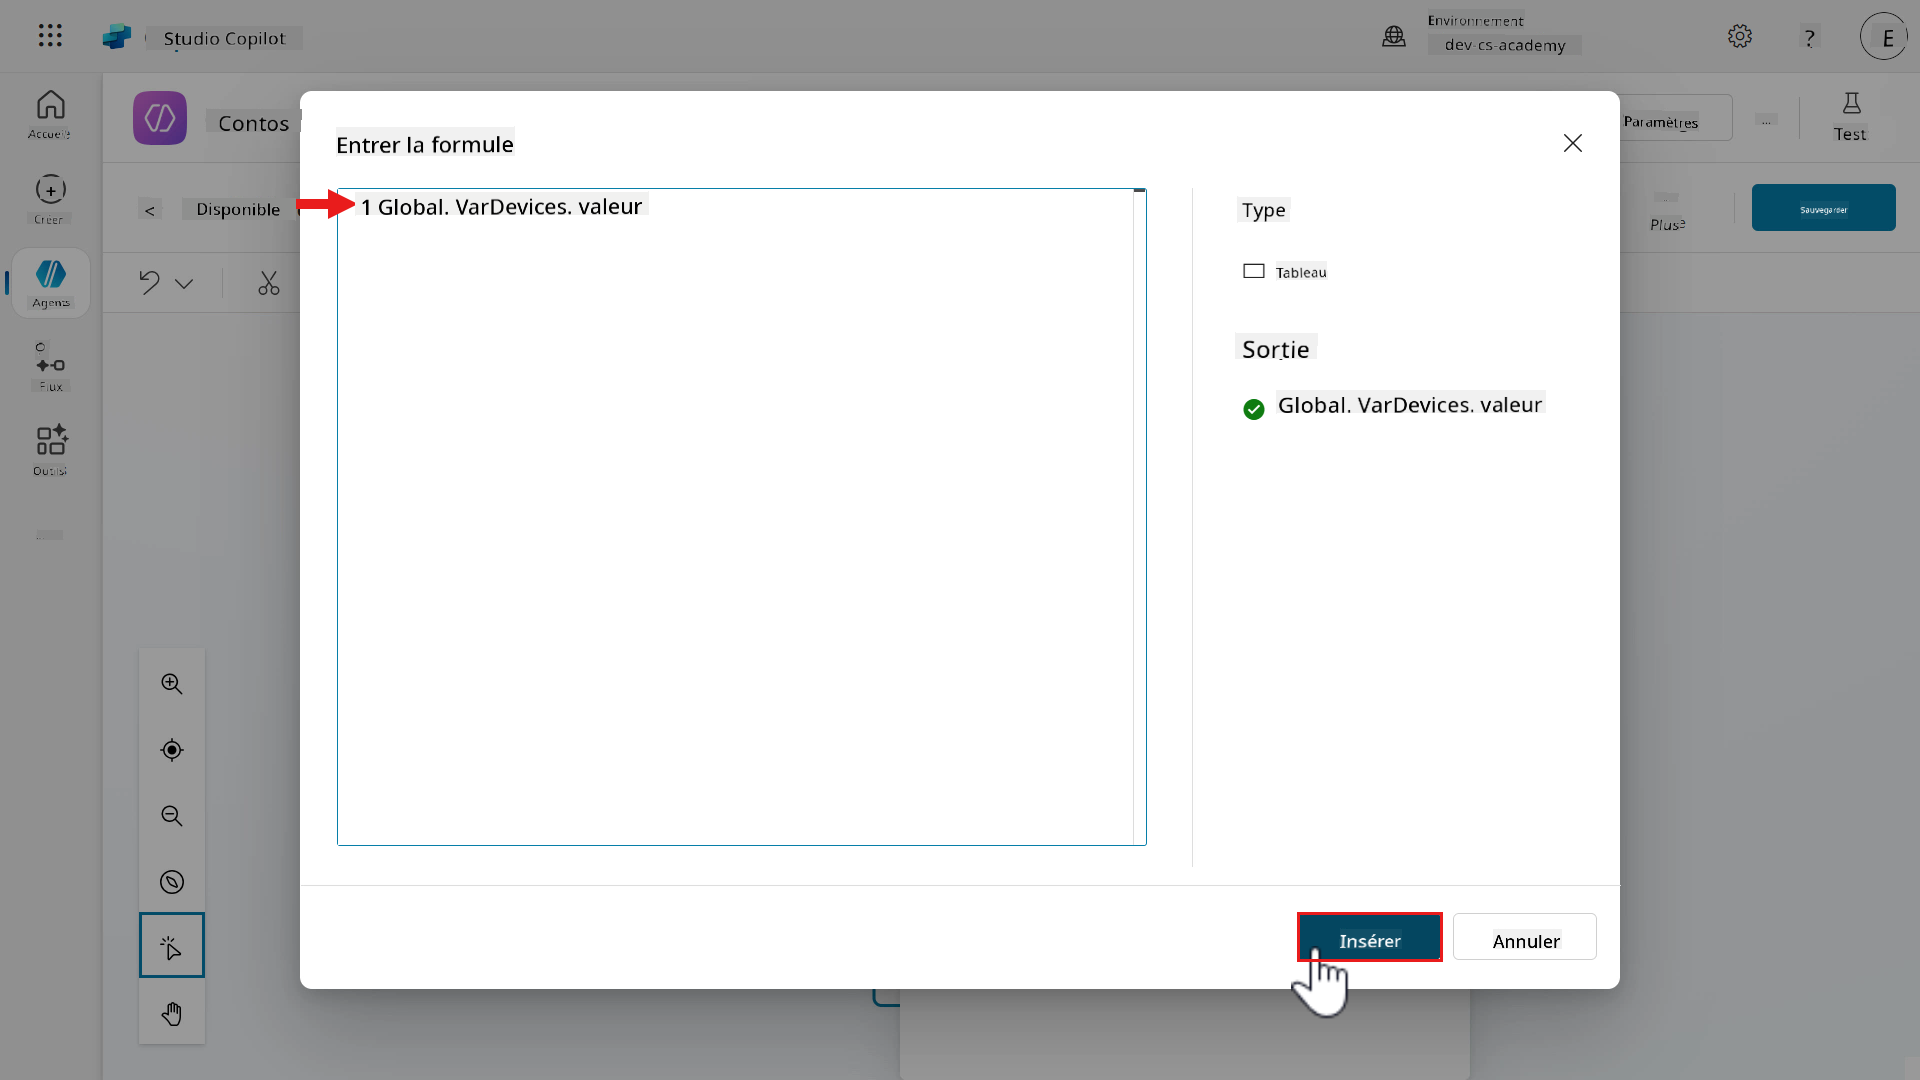 Studio Copilot
Environnement
dev-cs-academy
?
E
Accueil
Contos
Paramètres
...
Test
Entrer la formule
Créer
<
Disponible
1 Global. VarDevices. valeur
Type
Plus
Sauvegarder
Agents
Tableau
Sortie
Flux
Global. VarDevices. valeur
Outils
Insérer
Annuler